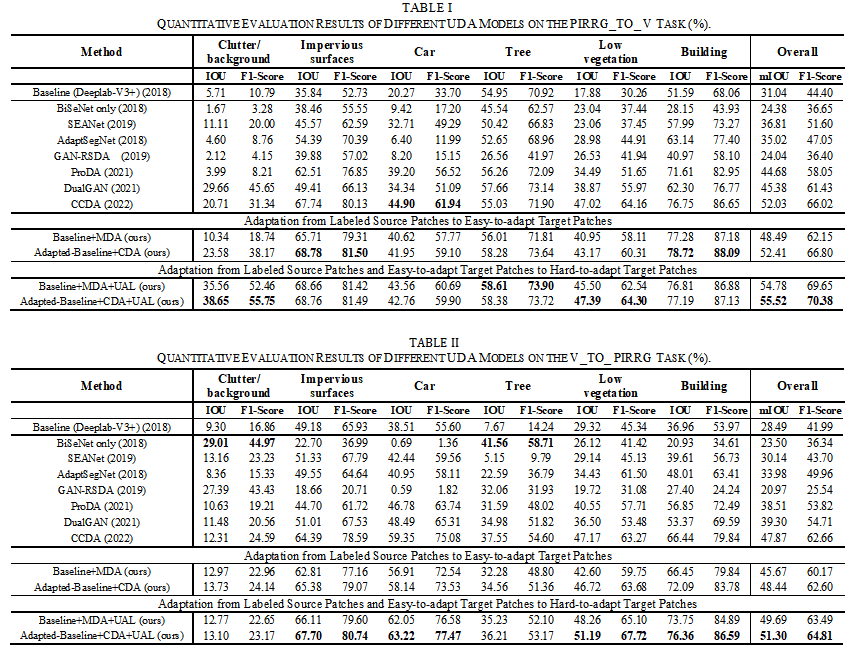 TABLE I
QUANTITATIVE EVALUATION RESULTS OF DIFFERENT UDA MODELS ON THE PIRRG_TO_V TASK (%).
Method Clutter/ background Impervious surfaces Car Tree Low vegetation Building Overall
IOU F1-Score IOU F1-Score IOU F1-Score IOU F1-Score IOU F1-Score IOU F1-Score mIOU F1-Score
Baseline (Deeplab-V3+) (2018) 5.71 10.79 35.84 52.73 20.27 33.70 54.95 70.92 17.88 30.26 51.59 68.06 31.04 44.40
BiSeNet only (2018) 1.67 3.28 38.46 55.55 9.42 17.20 45.54 62.57 23.04 37.44 28.15 43.93 24.38 36.65
SEANet (2019) 11.11 20.00 45.57 62.59 32.71 49.29 50.42 66.83 23.06 37.45 57.99 73.27 36.81 51.60
AdaptSegNet (2018) 4.60 8.76 54.39 70.39 6.40 11.99 52.65 68.96 28.98 44.91 63.14 77.40 35.02 47.05
GAN-RSDA (2019) 2.12 4.15 39.88 57.02 8.20 15.15 26.56 41.97 26.53 41.94 40.97 58.10 24.04 36.40
ProDA (2021) 3.99 8.21 62.51 76.85 39.20 56.52 56.26 72.09 34.49 51.65 71.61 82.95 44.68 58.05
DualGAN (2021) 29.66 45.65 49.41 66.13 34.34 51.09 57.66 73.14 38.87 55.97 62.30 76.77 45.38 61.43
CCDA (2022) 20.71 31.34 67.74 80.13 44.90 61.94 55.03 71.90 47.02 64.16 76.75 86.65 52.03 66.02
Adaptation from Labeled Source Patches to Easy-to-adapt Target Patches
Baseline+MDA (ours) 10.34 18.74 65.71 79.31 40.62 57.77 56.01 71.81 40.95 58.11 77.28 87.18 48.49 62.15
Adapted-Baseline+CDA (ours) 23.58 38.17 68.78 81.50 41.95 59.10 58.28 73.64 43.17 60.31 78.72 88.09 52.41 66.80
Adaptation from Labeled Source Patches and Easy-to-adapt Target Patches to Hard-to-adapt Target Patches
Baseline+MDA+UAL (ours) 35.56 52.46 68.66 81.42 43.56 60.69 58.61 73.90 45.50 62.54 76.81 86.88 54.78 69.65
Adapted-Baseline+CDA+UAL (ours) 38.65 55.75 68.76 81.49 42.76 59.90 58.38 73.72 47.39 64.30 77.19 87.13 55.52 70.38
TABLE II
QUANTITATIVE EVALUATION RESULTS OF DIFFERENT UDA MODELS ON THE V_TO_PIRRG TASK (%).
Method Clutter/ background Impervious surfaces Car Tree Low vegetation Building Overall
IOU F1-Score IOU F1-Score IOU F1-Score IOU F1-Score IOU F1-Score IOU F1-Score mIOU F1-Score
Baseline (Deeplab-V3+) (2018) 9.30 16.86 49.18 65.93 38.51 55.60 7.67 14.24 29.32 45.34 36.96 53.97 28.49 41.99
BiSeNet only (2018) 29.01 44.97 22.70 36.99 0.69 1.36 41.56 58.71 26.12 41.42 20.93 34.61 23.50 36.34
SEANet (2019) 13.16 23.23 51.33 67.79 42.44 59.56 5.15 9.79 29.14 45.13 39.61 56.73 30.14 43.70
AdaptSegNet (2018) 8.36 15.33 49.55 64.64 40.95 58.11 22.59 36.79 34.43 61.50 48.01 63.41 33.98 49.96
GAN-RSDA (2019) 27.39 43.43 18.66 20.71 0.59 1.82 32.06 31.93 19.72 31.08 27.40 24.24 20.97 25.54
ProDA (2021) 10.63 19.21 44.70 61.72 46.78 63.74 31.59 48.02 40.55 57.71 56.85 72.49 38.51 53.82
DualGAN (2021) 11.48 20.56 51.01 67.53 48.49 65.31 34.98 51.82 36.50 53.48 53.37 69.59 39.30 54.71
CCDA (2022) 12.31 24.59 64.39 78.59 59.35 75.08 37.55 54.60 47.17 63.27 66.44 79.84 47.87 62.66
Adaptation from Labeled Source Patches to Easy-to-adapt Target Patches
Baseline+MDA (ours) 12.97 22.96 62.81 77.16 56.91 72.54 32.28 48.80 42.60 59.75 66.45 79.84 45.67 60.17
Adapted-Baseline+CDA (ours) 13.73 24.14 65.38 79.07 58.14 73.53 34.56 51.36 46.72 63.68 72.09 83.78 48.44 62.60
Adaptation from Labeled Source Patches and Easy-to-adapt Target Patches to Hard-to-adapt Target Patches
Baseline+MDA+UAL (ours) 12.77 22.65 66.11 79.60 62.05 76.58 35.23 52.10 48.26 65.10 73.75 84.89 49.69 63.49
Adapted-Baseline+CDA+UAL (ours) 13.10 23.17 67.70 80.74 63.22 77.47 36.21 53.17 51.19 67.72 76.36 86.59 51.30 64.81